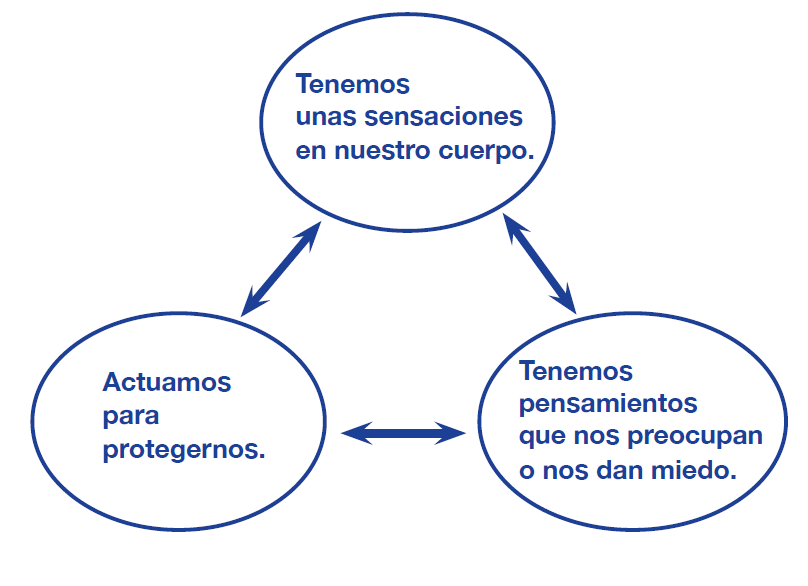 Tenemos
unas sensaciones
en nuestro cuerpo.
Actuamos
para
protegernos.
Tenemos
pensamientos
que nos preocupan
o nos dan miedo.